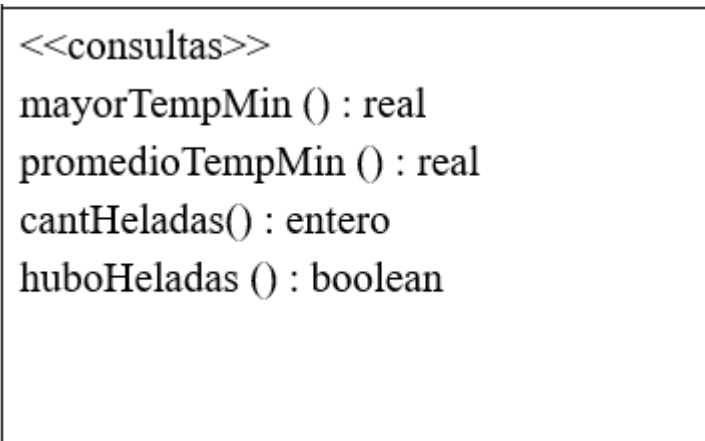 <<consultas>>
mayorTempMin () : real
promedioTempMin () : real
cantHeladas() : entero
huboHeladas () : boolean